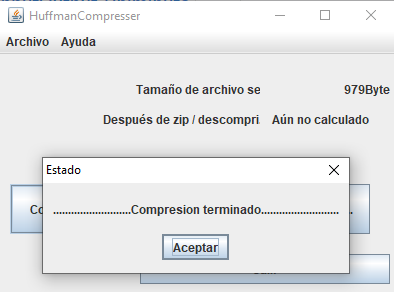 HuffmanCompresser
Archivo Ayuda
Tamaño de archivo se 979Byte
Después de zip / descompri Aún no calculado
Estado
..........................Compresion terminado..........................
Aceptar